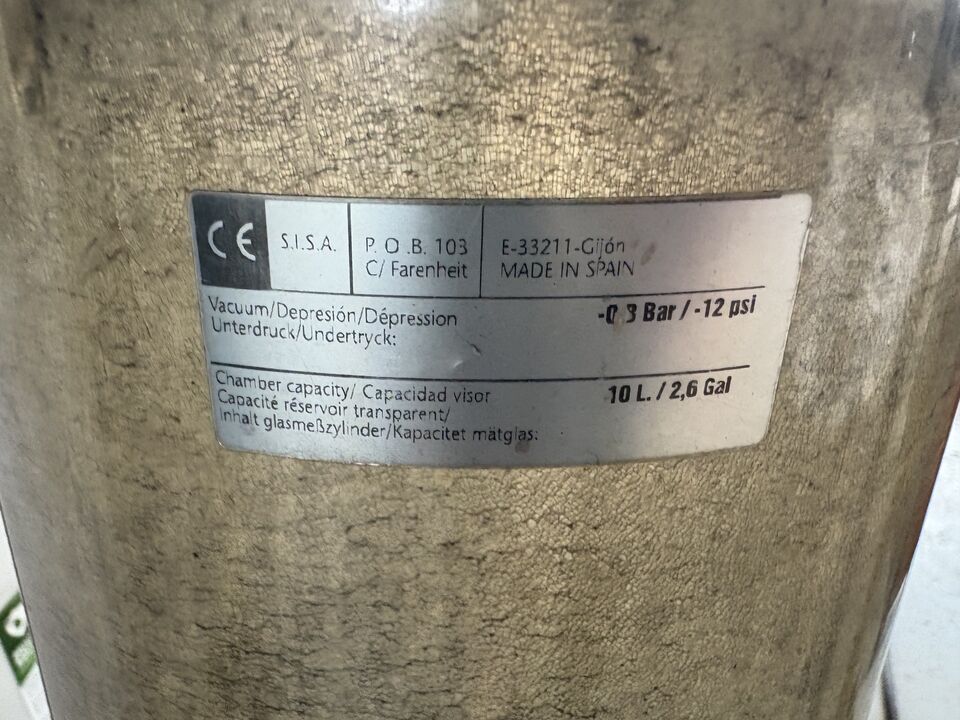 CE S.I.S.A. P.O.B. 103 E-33211-Gijón
C/ Farenheit MADE IN SPAIN
Vacuum/Depresión/Dépression -0,8 Bar / -12 psi
Unterdruck/Undertryck:
Chamber capacity/ Capacidad visor 10 L. / 2,6 Gal
Capacité réservoir transparent/
Inhalt glasmeßzylinder/Kapacitet mätglas: